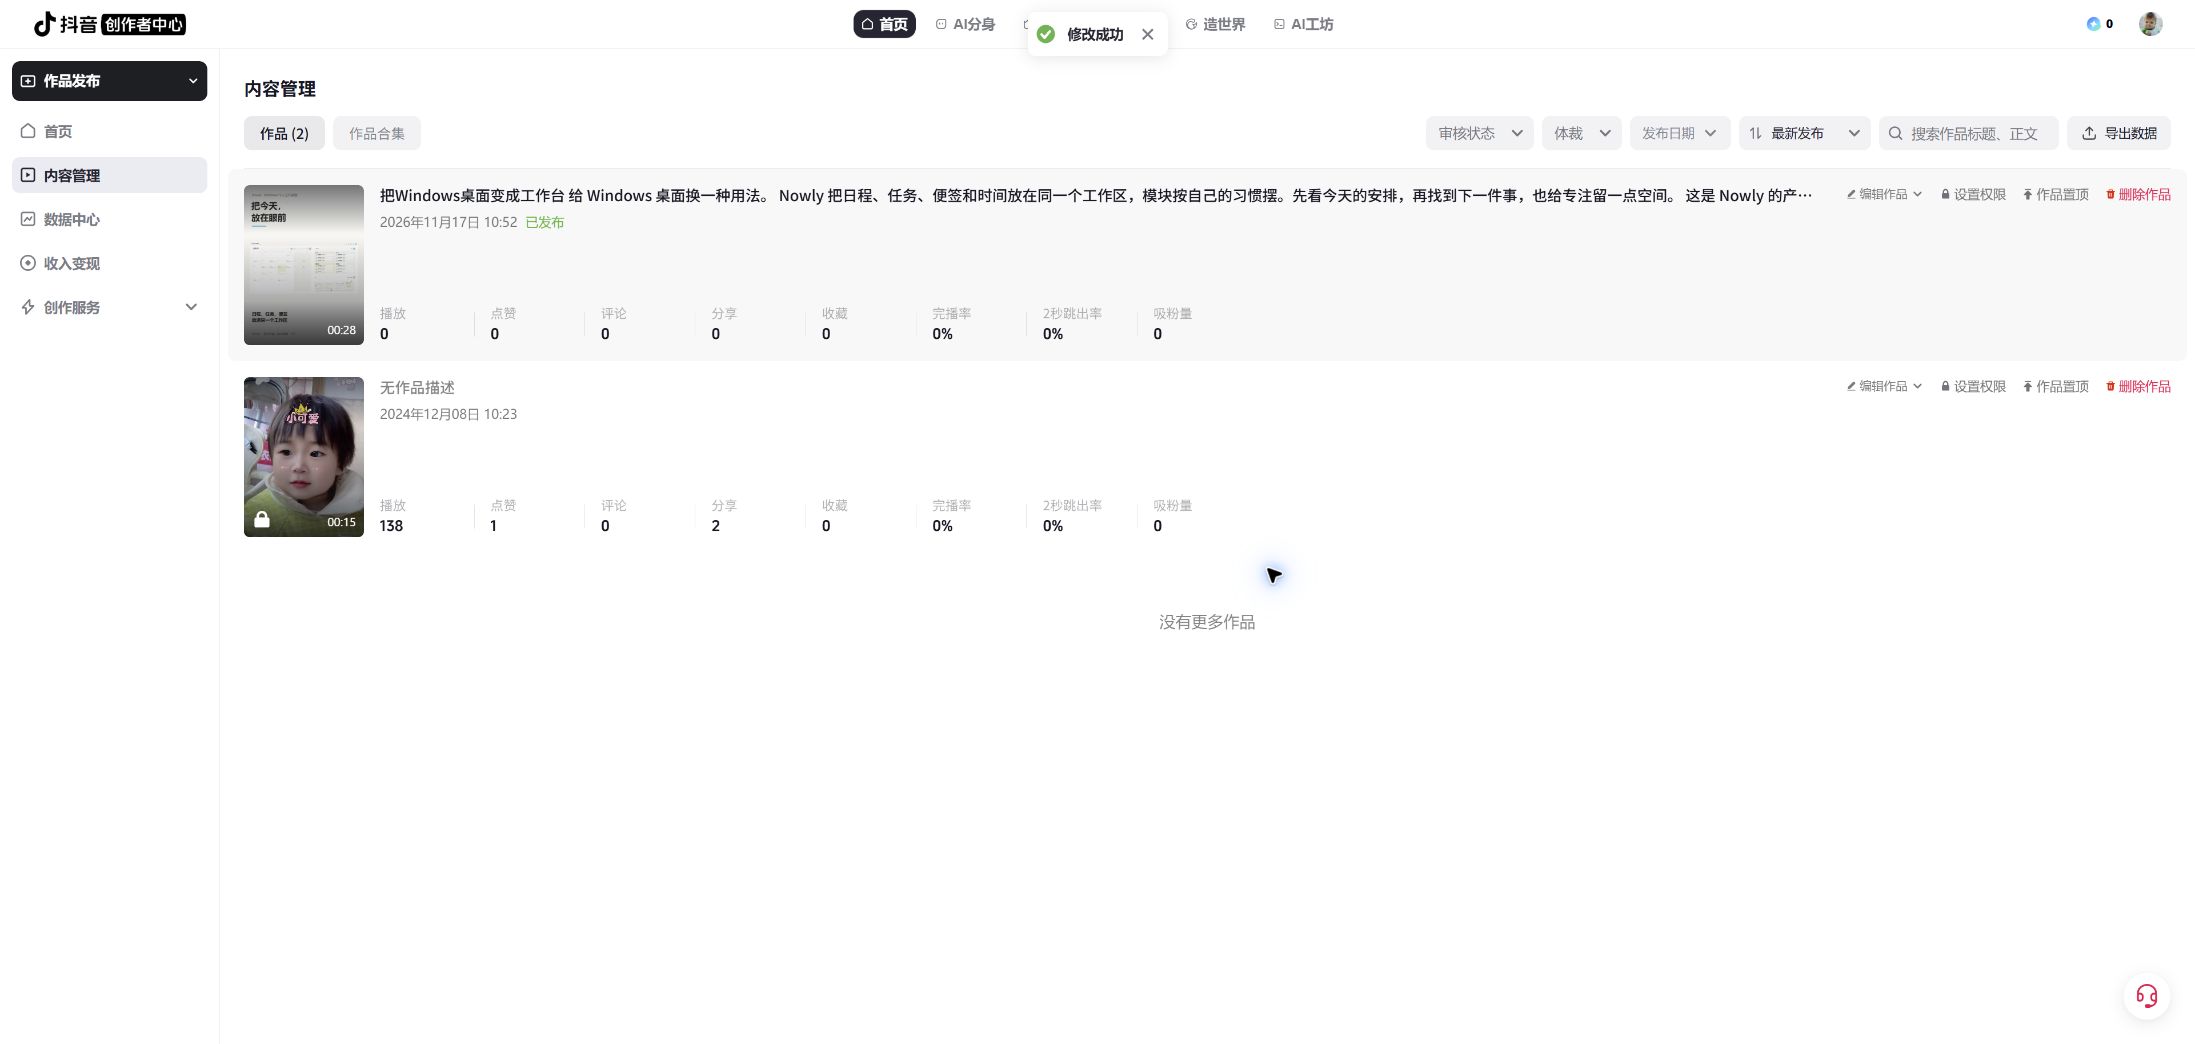 抖音 创作者中心
首页 AI分身 造世界 AI工坊
修改成功
0
作品发布
首页
内容管理
数据中心
收入变现
创作服务
内容管理
作品 (2) 作品合集
审核状态 体裁 发布日期 最新发布 搜索作品标题、正文 导出数据
把今天，
放在眼前
00:28
把Windows桌面变成工作台 给 Windows 桌面换一种用法。 Nowly 把日程、任务、便签和时间放在同一个工作区，模块按自己的习惯摆。先看今天的安排，再找到下一件事，也给专注留一点空间。 这是 Nowly 的产…
编辑作品 设置权限 作品置顶 删除作品
2026年11月17日 10:52 已发布
播放 点赞 评论 分享 收藏 完播率 2秒跳出率 吸粉量
0 0 0 0 0 0% 0% 0
小可爱
00:15
无作品描述
编辑作品 设置权限 作品置顶 删除作品
2024年12月08日 10:23
播放 点赞 评论 分享 收藏 完播率 2秒跳出率 吸粉量
138 1 0 2 0 0% 0% 0
没有更多作品